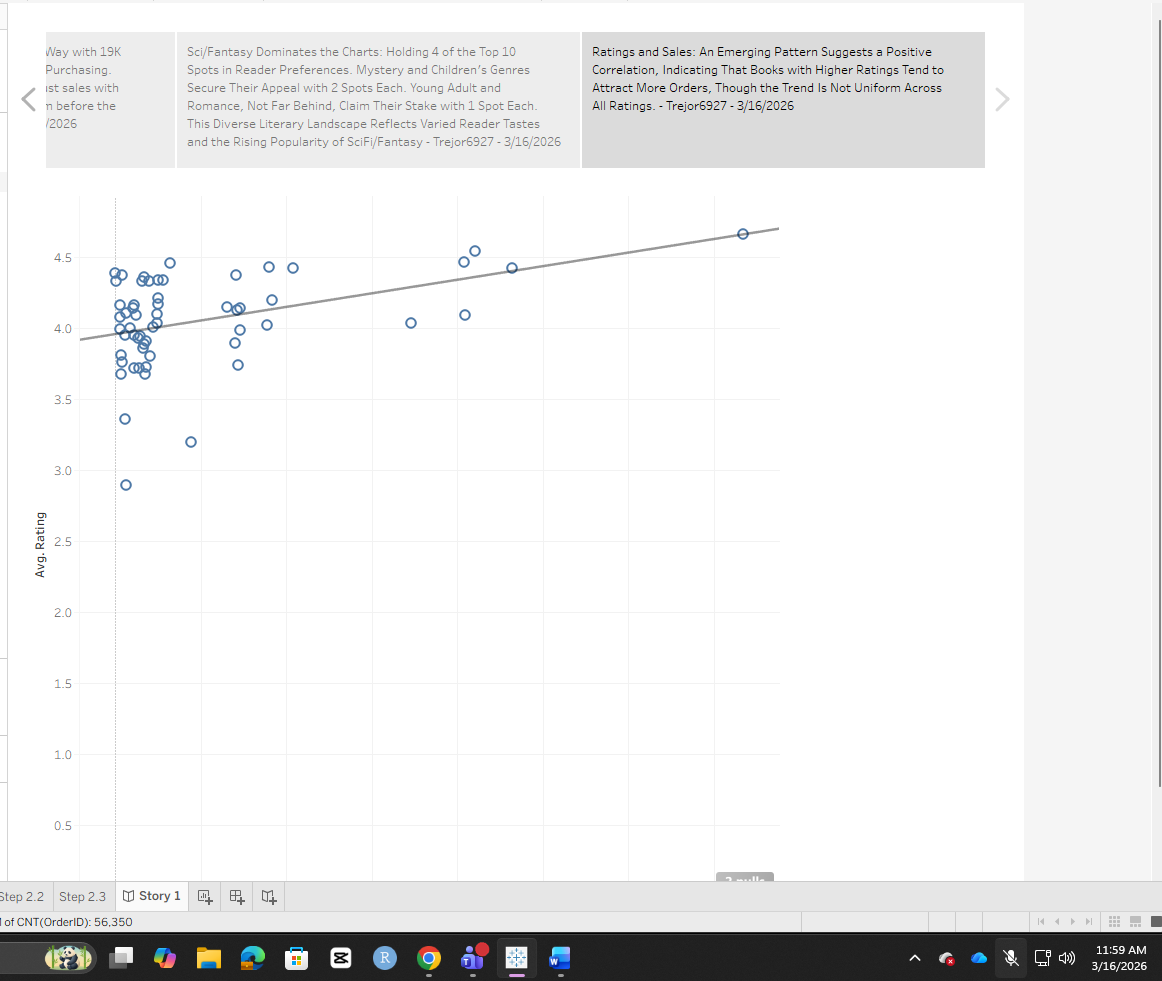 Way with 19K
Purchasing.
ust sales with
before the
/2026
Sci/Fantasy Dominates the Charts: Holding 4 of the Top 10
Spots in Reader Preferences. Mystery and Children's Genres
Secure Their Appeal with 2 Spots Each. Young Adult and
Romance, Not Far Behind, Claim Their Stake with 1 Spot Each.
This Diverse Literary Landscape Reflects Varied Reader Tastes
and the Rising Popularity of SciFi/Fantasy - Trejor6927 - 3/16/2026
Ratings and Sales: An Emerging Pattern Suggests a Positive
Correlation, Indicating That Books with Higher Ratings Tend to
Attract More Orders, Though the Trend Is Not Uniform Across
All Ratings. - Trejor6927 - 3/16/2026
4.5
4.0
3.5
3.0
2.5
2.0
1.5
1.0
0.5
Avg. Rating
Step 2.2
Step 2.3
Story 1
of CNT(OrderID): 56,350
R
T
W
11:59 AM
3/16/2026